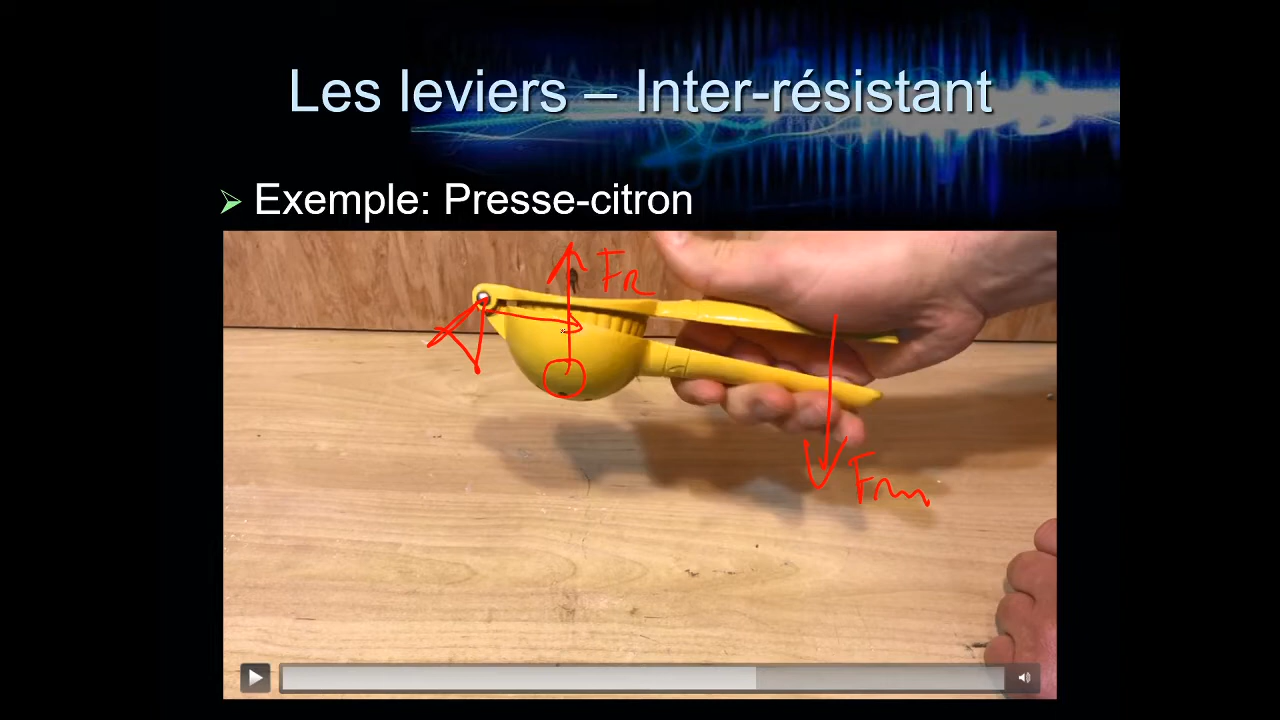 Les leviers – Inter-résistant
Exemple: Presse-citron
FR
Fm